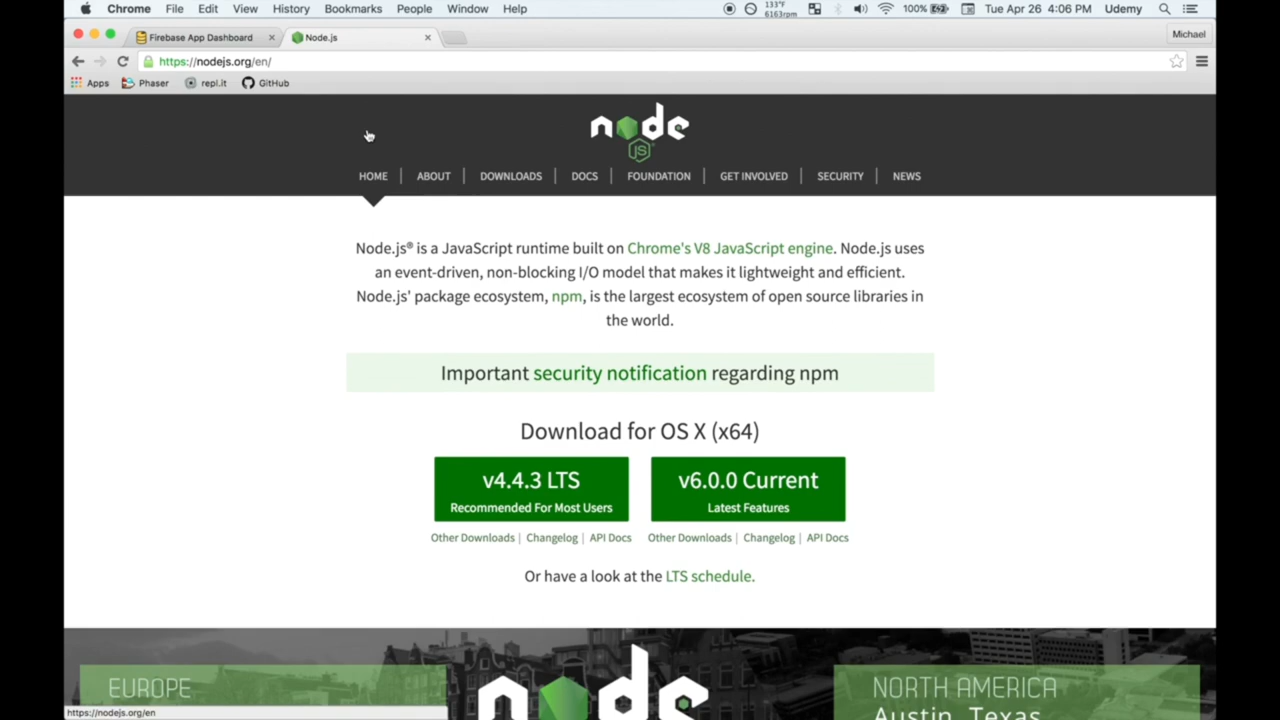 Chrome File Edit View History Bookmarks People Window Help 133°F 6163rpm 100% Tue Apr 26 4:06 PM Udemy
Firebase App Dashboard Node.js Michael
https://nodejs.org/en/
Apps Phaser repl.it GitHub
node
JS
HOME ABOUT DOWNLOADS DOCS FOUNDATION GET INVOLVED SECURITY NEWS
Node.js® is a JavaScript runtime built on Chrome's V8 JavaScript engine. Node.js uses
an event-driven, non-blocking I/O model that makes it lightweight and efficient.
Node.js' package ecosystem, npm, is the largest ecosystem of open source libraries in
the world.
Important security notification regarding npm
Download for OS X (x64)
v4.4.3 LTS v6.0.0 Current
Recommended For Most Users Latest Features
Other Downloads | Changelog | API Docs Other Downloads | Changelog | API Docs
Or have a look at the LTS schedule.
EUROPE node NORTH AMERICA
Austin, Texas
https://nodejs.org/en